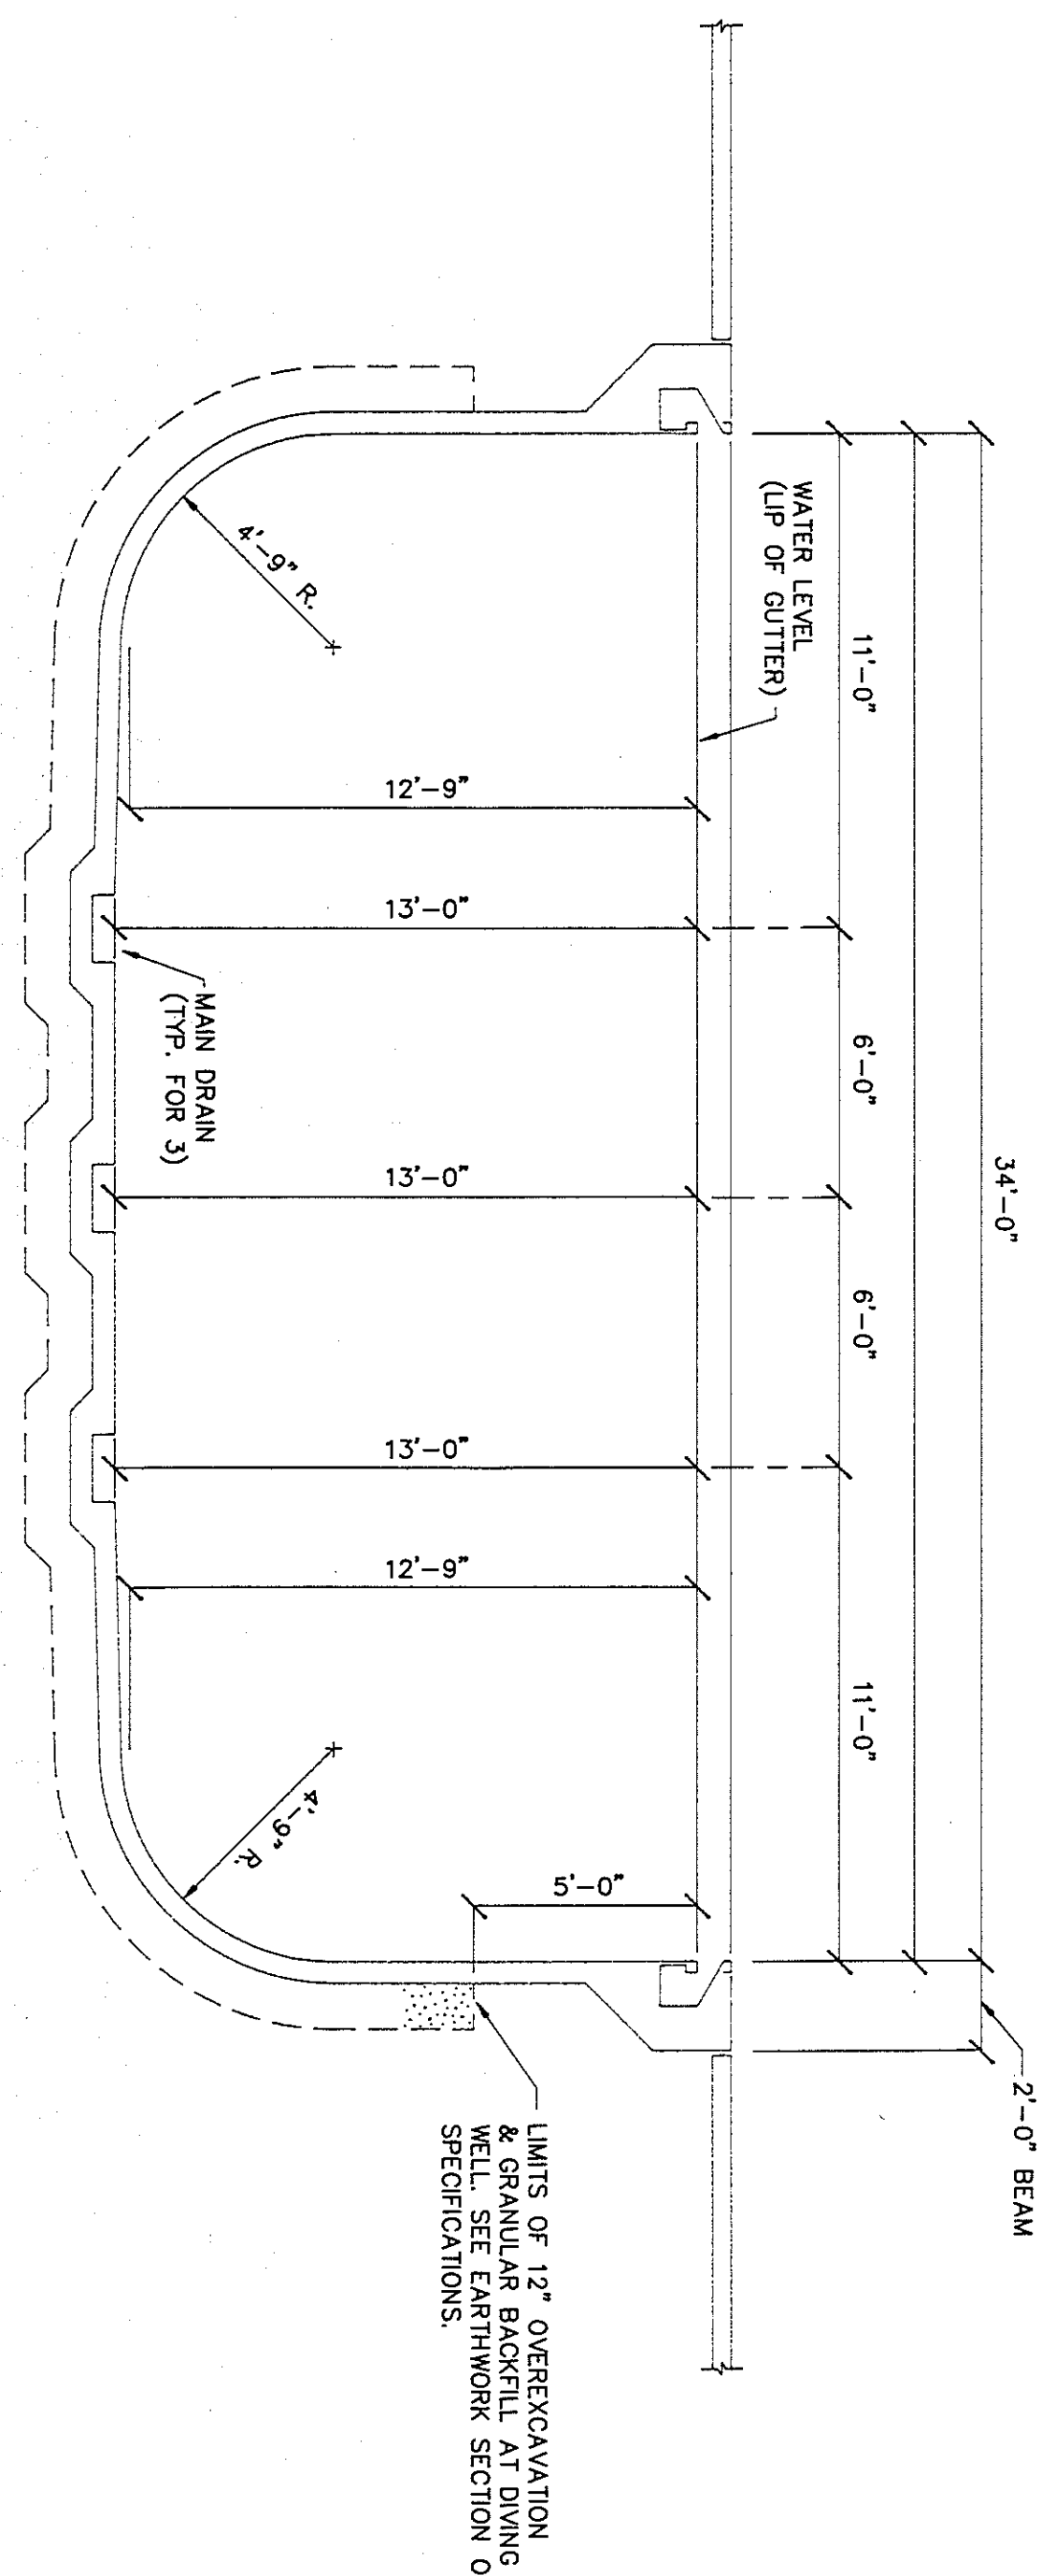 34'-0"
2'-0" BEAM
11'-0"
6'-0"
6'-0"
11'-0"
WATER LEVEL
(LIP OF GUTTER)
12'-9"
13'-0"
13'-0"
13'-0"
12'-9"
5'-0"
4'-9" R.
4'-9" R.
MAIN DRAIN
(TYP. FOR 3)
LIMITS OF 12" OVEREXCAVATION
& GRANULAR BACKFILL AT DIVING
WELL. SEE EARTHWORK SECTION O
SPECIFICATIONS.